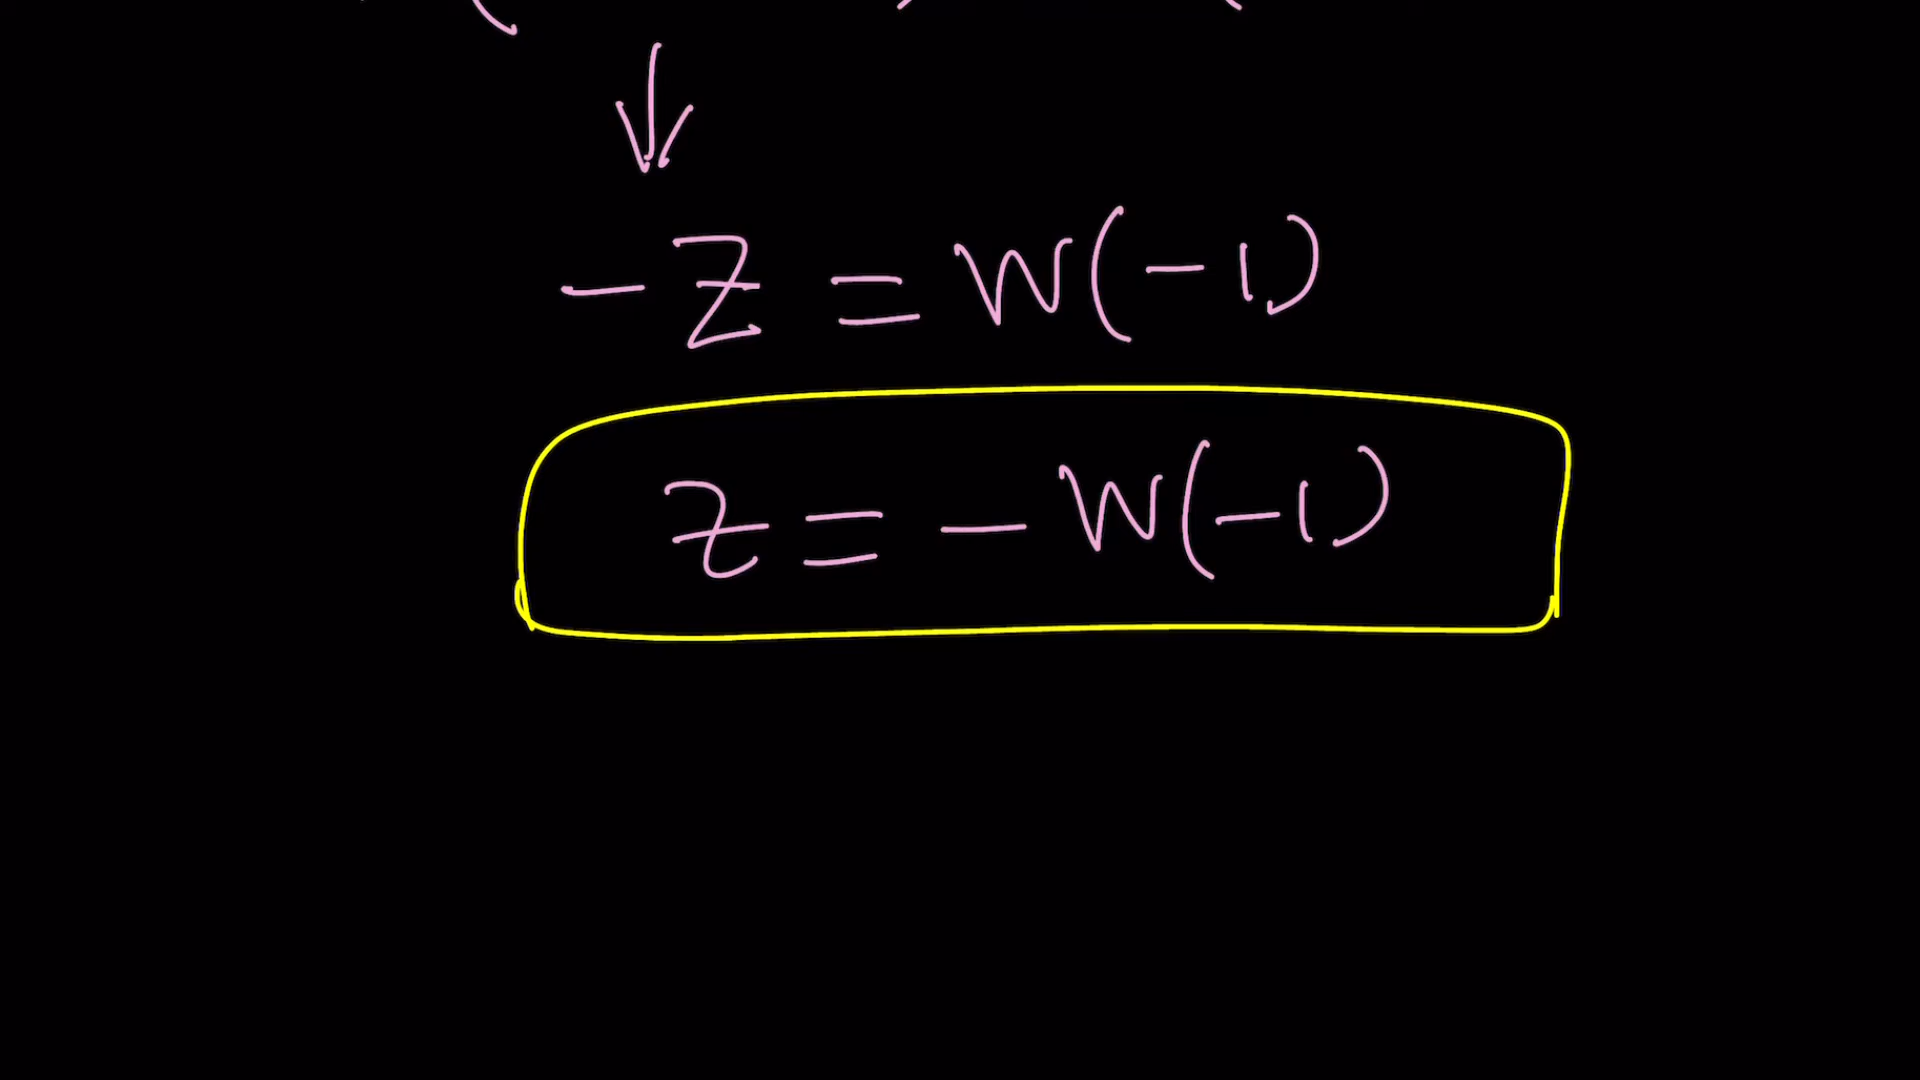 -z = W(-1)
z = -W(-1)